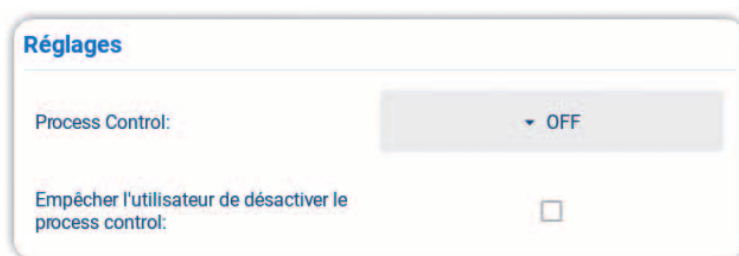 Réglages
Process Control:
OFF
Empêcher l'utilisateur de désactiver le
process control: